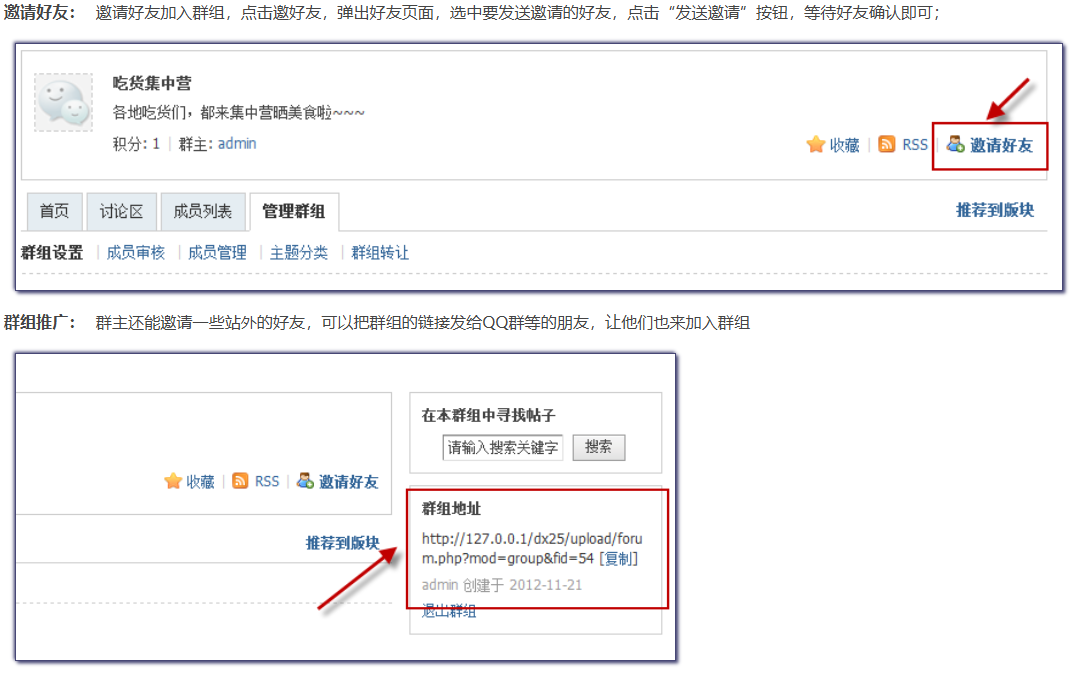 邀请好友： 邀请好友加入群组，点击邀好友，弹出好友页面，选中要发送邀请的好友，点击“发送邀请”按钮，等待好友确认即可；
吃货集中营
各地吃货们，都来集中营晒美食啦~~~
积分: 1 | 群主: admin
收藏 | RSS | 邀请好友
首页 讨论区 成员列表 管理群组 推荐到版块
群组设置 | 成员审核 | 成员管理 | 主题分类 | 群组转让
群组推广： 群主还能邀请一些站外的好友，可以把群组的链接发给QQ群等的朋友，让他们也来加入群组
收藏 | RSS | 邀请好友
推荐到版块
在本群组中寻找帖子
请输入搜索关键字 搜索
群组地址
http://127.0.0.1/dx25/upload/foru
m.php?mod=group&fid=54 [复制]
admin 创建于 2012-11-21
退出群组